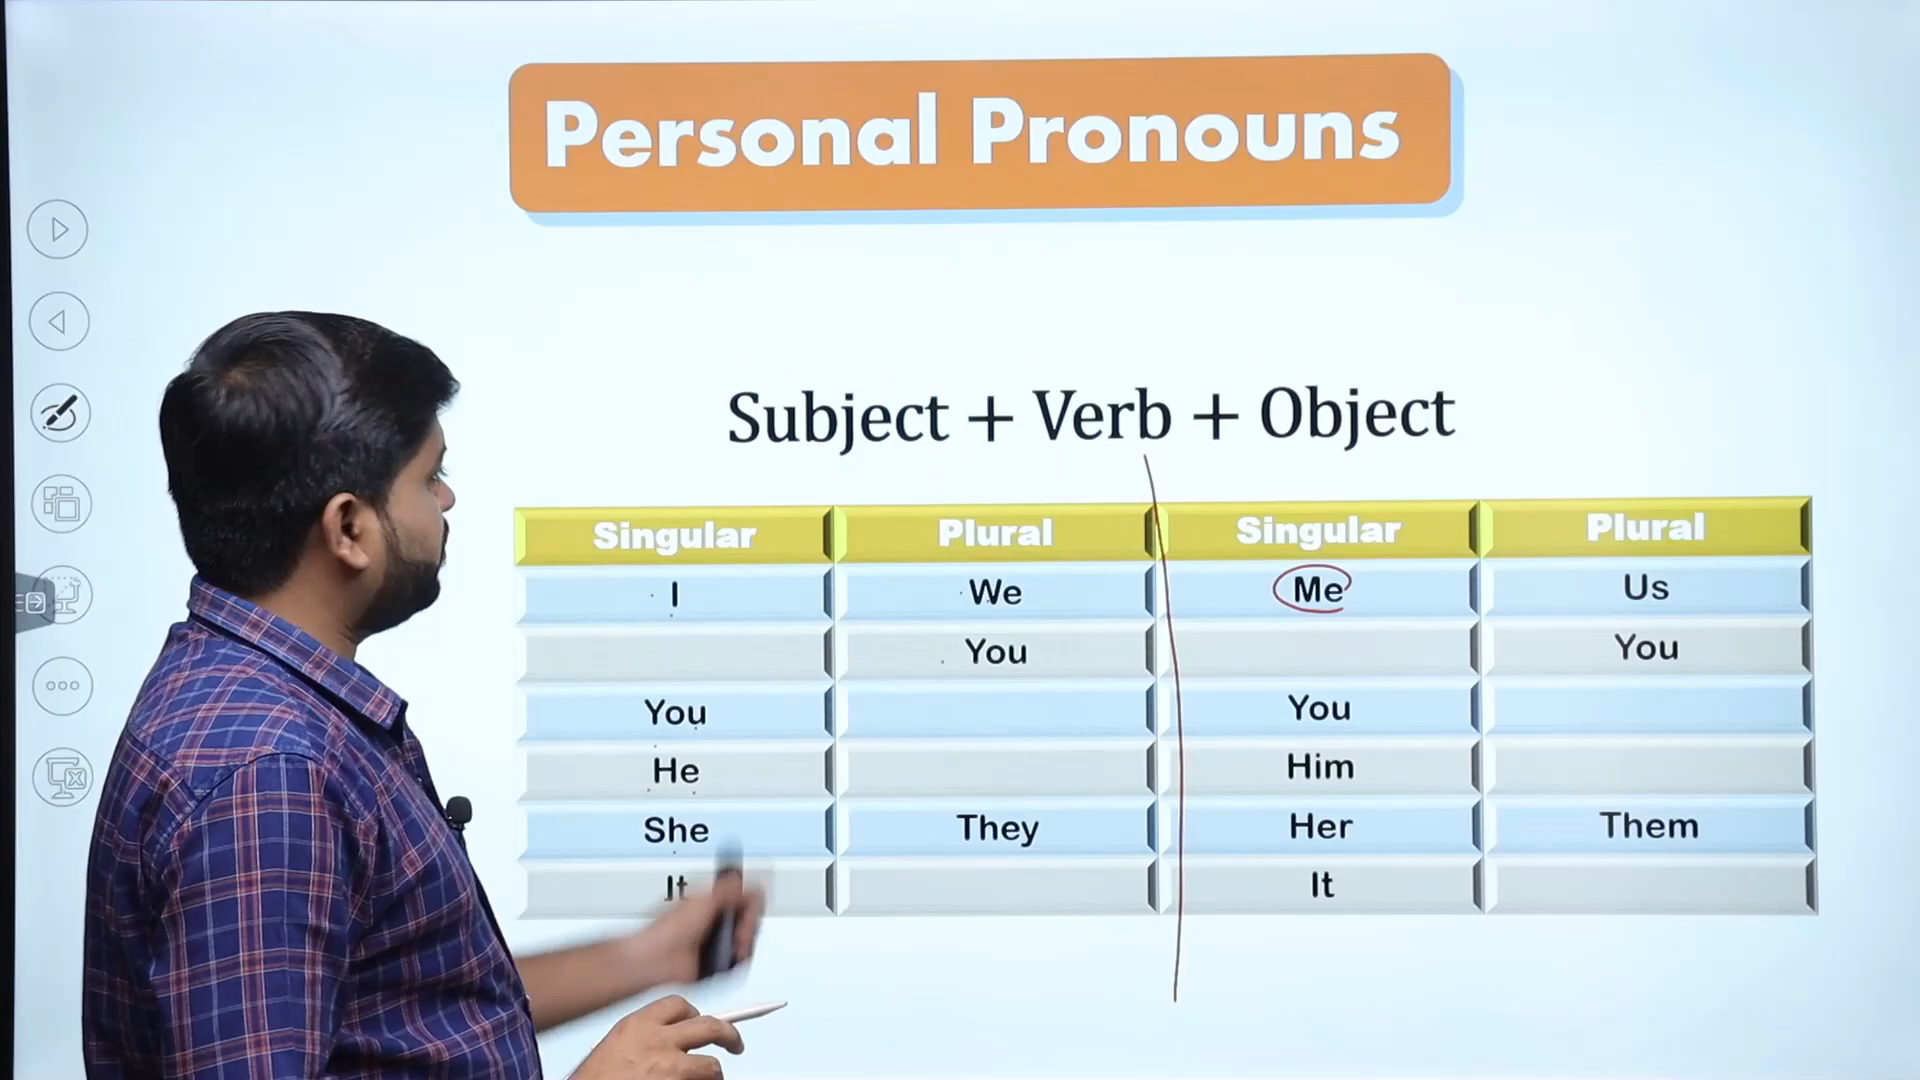 Personal Pronouns
Subject + Verb + Object
Singular Plural Singular Plural
I We Me Us
You You
You You
He Him
She They Her Them
It It